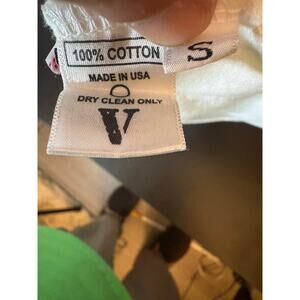 100% COTTON
S
MADE IN USA
DRY CLEAN ONLY
V